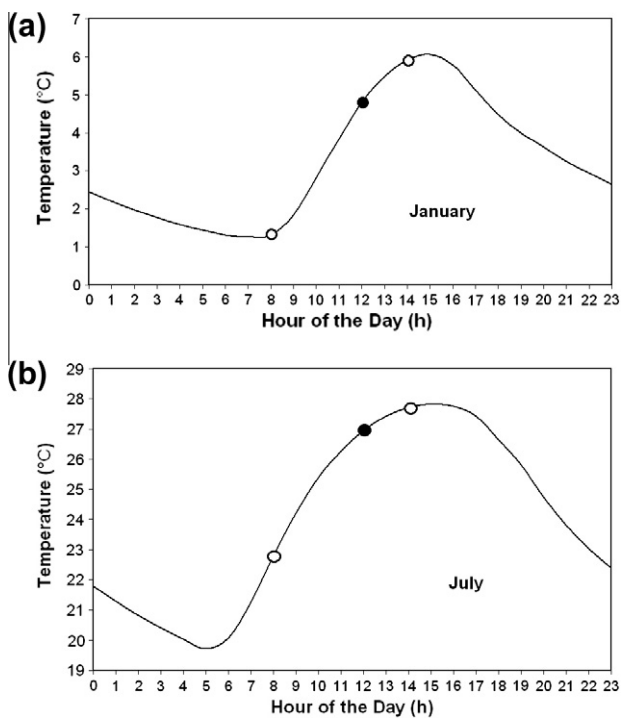 (a)
7
6
5
4
3
2
1
0
Temperature (°C)
January
0 1 2 3 4 5 6 7 8 9 10 11 12 13 14 15 16 17 18 19 20 21 22 23
Hour of the Day (h)
(b)
29
28
27
26
25
24
23
22
21
20
19
Temperature (°C)
July
0 1 2 3 4 5 6 7 8 9 10 11 12 13 14 15 16 17 18 19 20 21 22 23
Hour of the Day (h)